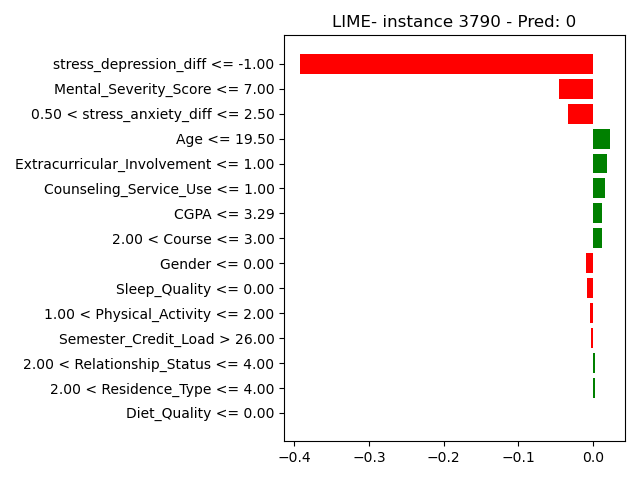 LIME- instance 3790 - Pred: 0
stress_depression_diff <= -1.00
Mental_Severity_Score <= 7.00
0.50 < stress_anxiety_diff <= 2.50
Age <= 19.50
Extracurricular_Involvement <= 1.00
Counseling_Service_Use <= 1.00
CGPA <= 3.29
2.00 < Course <= 3.00
Gender <= 0.00
Sleep_Quality <= 0.00
1.00 < Physical_Activity <= 2.00
Semester_Credit_Load > 26.00
2.00 < Relationship_Status <= 4.00
2.00 < Residence_Type <= 4.00
Diet_Quality <= 0.00
−0.4 −0.3 −0.2 −0.1 0.0